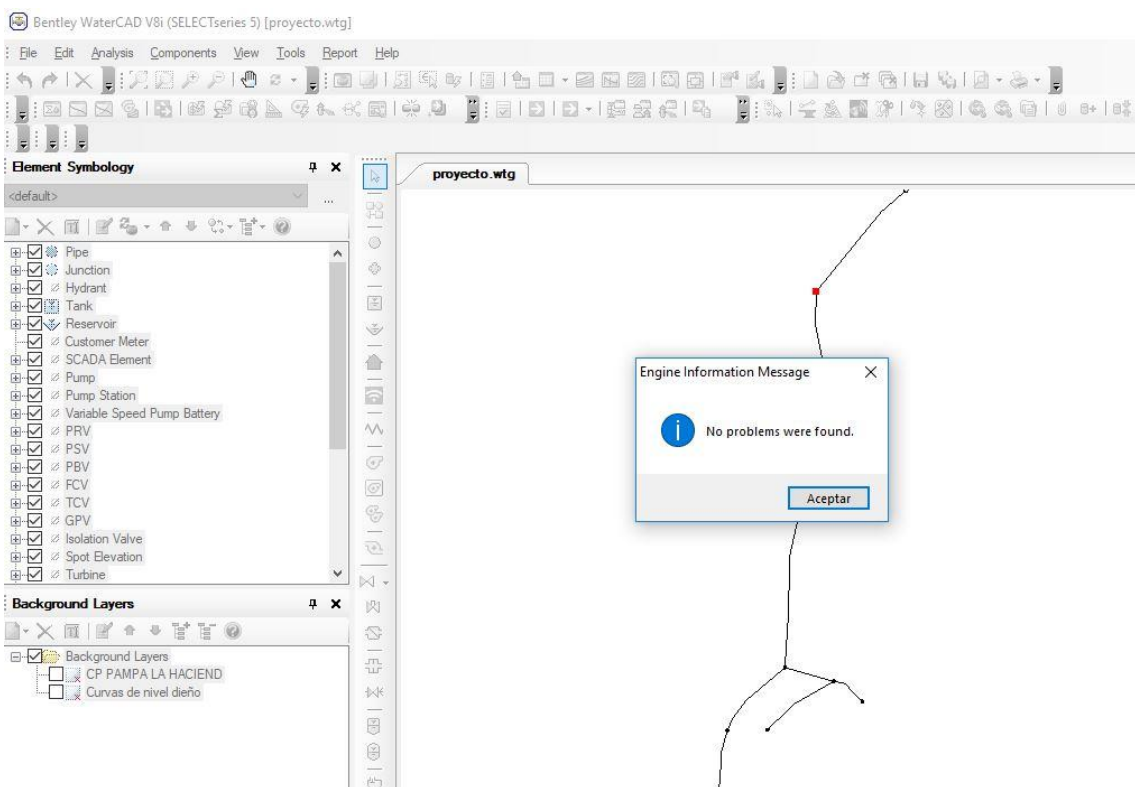 Bentley WaterCAD V8i (SELECTseries 5) [proyecto.wtg]
File Edit Analysis Components View Tools Report Help
Element Symbology
<default>
...
Pipe
Junction
Hydrant
Tank
Reservoir
Customer Meter
SCADA Element
Pump
Pump Station
Variable Speed Pump Battery
PRV
PSV
PBV
FCV
TCV
GPV
Isolation Valve
Spot Elevation
Turbine
Background Layers
Background Layers
CP PAMPA LA HACIEND
Curvas de nivel dieño
proyecto.wtg
Engine Information Message
No problems were found.
Aceptar